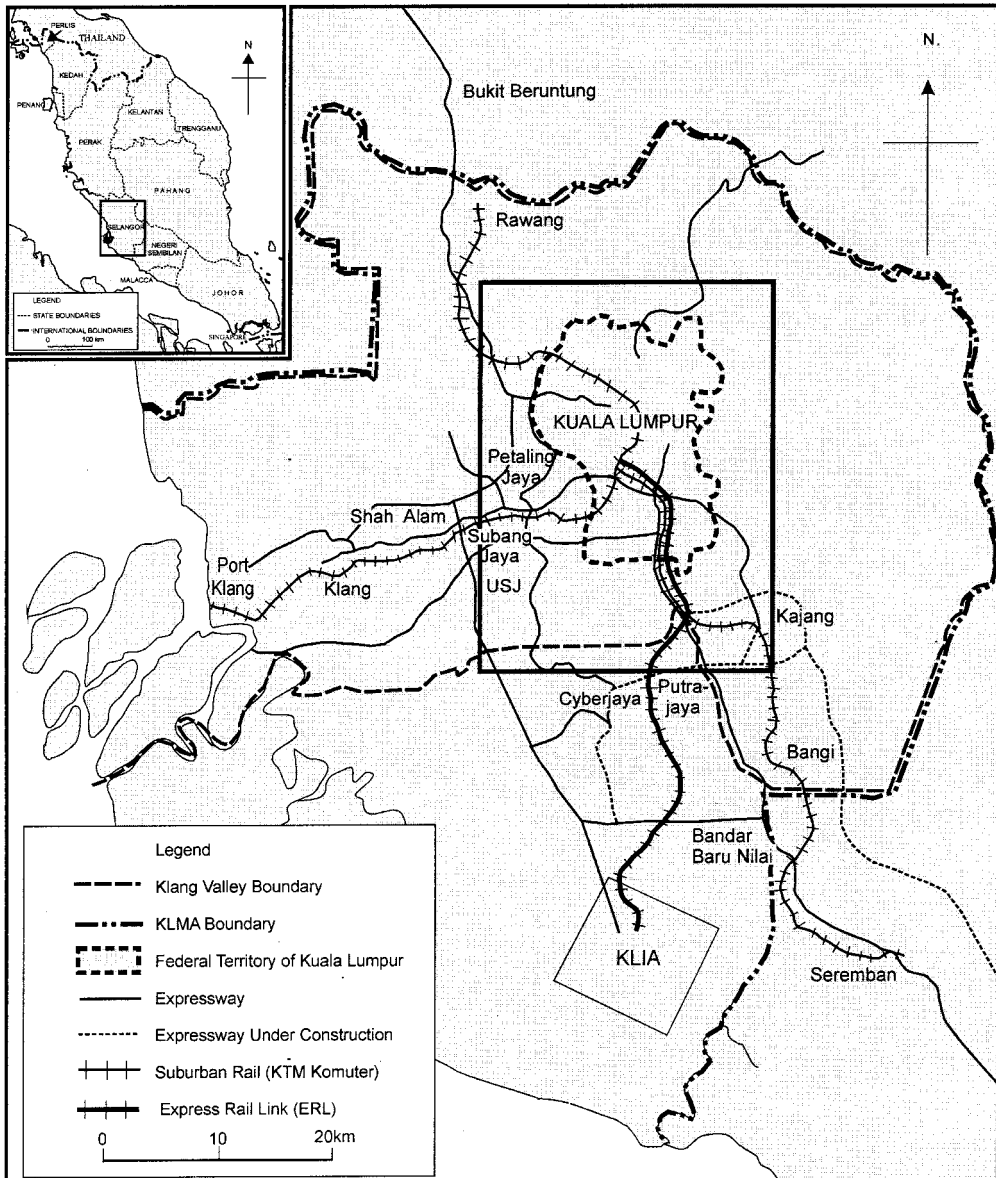 PERLIS
THAILAND
N
KEDAH
PENANG
KELANTAN
TRENGGANU
PERAK
PAHANG
SELANGOR
NEGERI
SEMBILAN
MALACCA
JOHOR
SINGAPORE
LEGEND
STATE BOUNDARIES
INTERNATIONAL BOUNDARIES
0 100 km
N
Bukit Beruntung
Rawang
KUALA LUMPUR
Petaling
Jaya
Shah Alam
Subang
Jaya
Port
Klang
Klang
USJ
Kajang
Cyberjaya
Putra-
jaya
Bangi
Bandar
Baru Nilai
KLIA
Seremban
Legend
Klang Valley Boundary
KLMA Boundary
Federal Territory of Kuala Lumpur
Expressway
Expressway Under Construction
Suburban Rail (KTM Komuter)
Express Rail Link (ERL)
0 10 20km